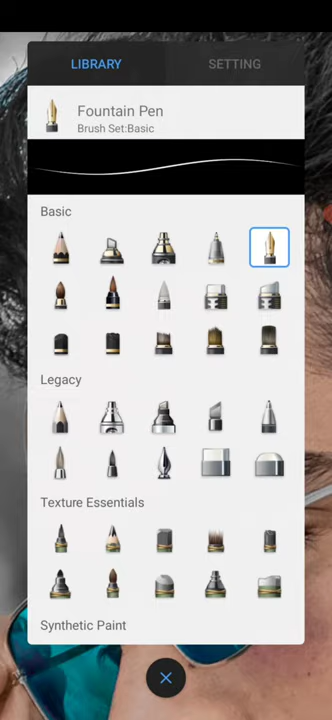 LIBRARY
SETTING
Fountain Pen
Brush Set:Basic
Basic
Legacy
Texture Essentials
Synthetic Paint